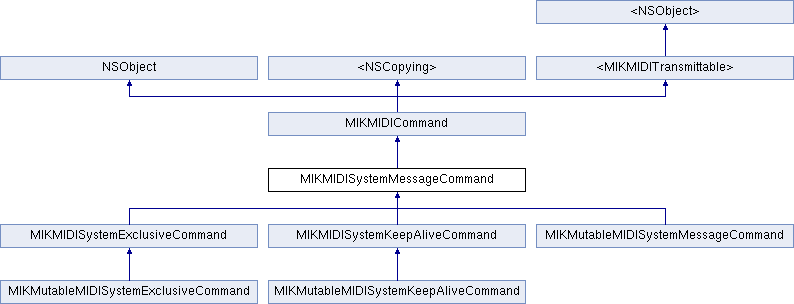 <NSObject>
NSObject
<NSCopying>
<MIKMIDITransmittable>
MIKMIDICommand
MIKMIDISystemMessageCommand
MIKMIDISystemExclusiveCommand
MIKMIDISystemKeepAliveCommand
MIKMutableMIDISystemMessageCommand
MIKMutableMIDISystemExclusiveCommand
MIKMutableMIDISystemKeepAliveCommand